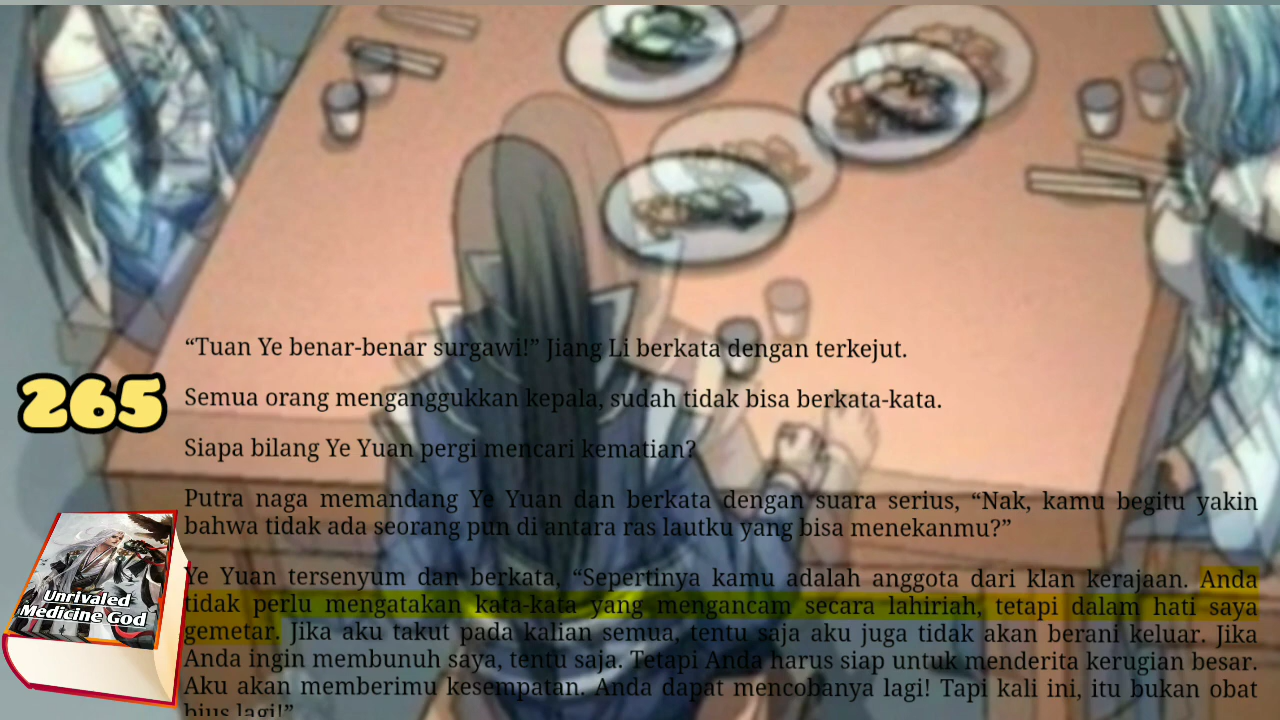 “Tuan Ye benar-benar surgawi!” Jiang Li berkata dengan terkejut.
Semua orang menganggukkan kepala, sudah tidak bisa berkata-kata.
Siapa bilang Ye Yuan pergi mencari kematian?
Putra naga memandang Ye Yuan dan berkata dengan suara serius, “Nak, kamu begitu yakin
bahwa tidak ada seorang pun di antara ras lautku yang bisa menekanmu?”
Ye Yuan tersenyum dan berkata, “Sepertinya kamu adalah anggota dari klan kerajaan. Anda
tidak perlu mengatakan kata-kata yang mengancam secara lahiriah, tetapi dalam hati saya
gemetar. Jika aku takut pada kalian semua, tentu saja aku juga tidak akan berani keluar. Jika
Anda ingin membunuh saya, tentu saja. Tetapi Anda harus siap untuk menderita kerugian besar.
Aku akan memberimu kesempatan. Anda dapat mencobanya lagi! Tapi kali ini, itu bukan obat
bius lagi!”
265
Unrivaled
Medicine God